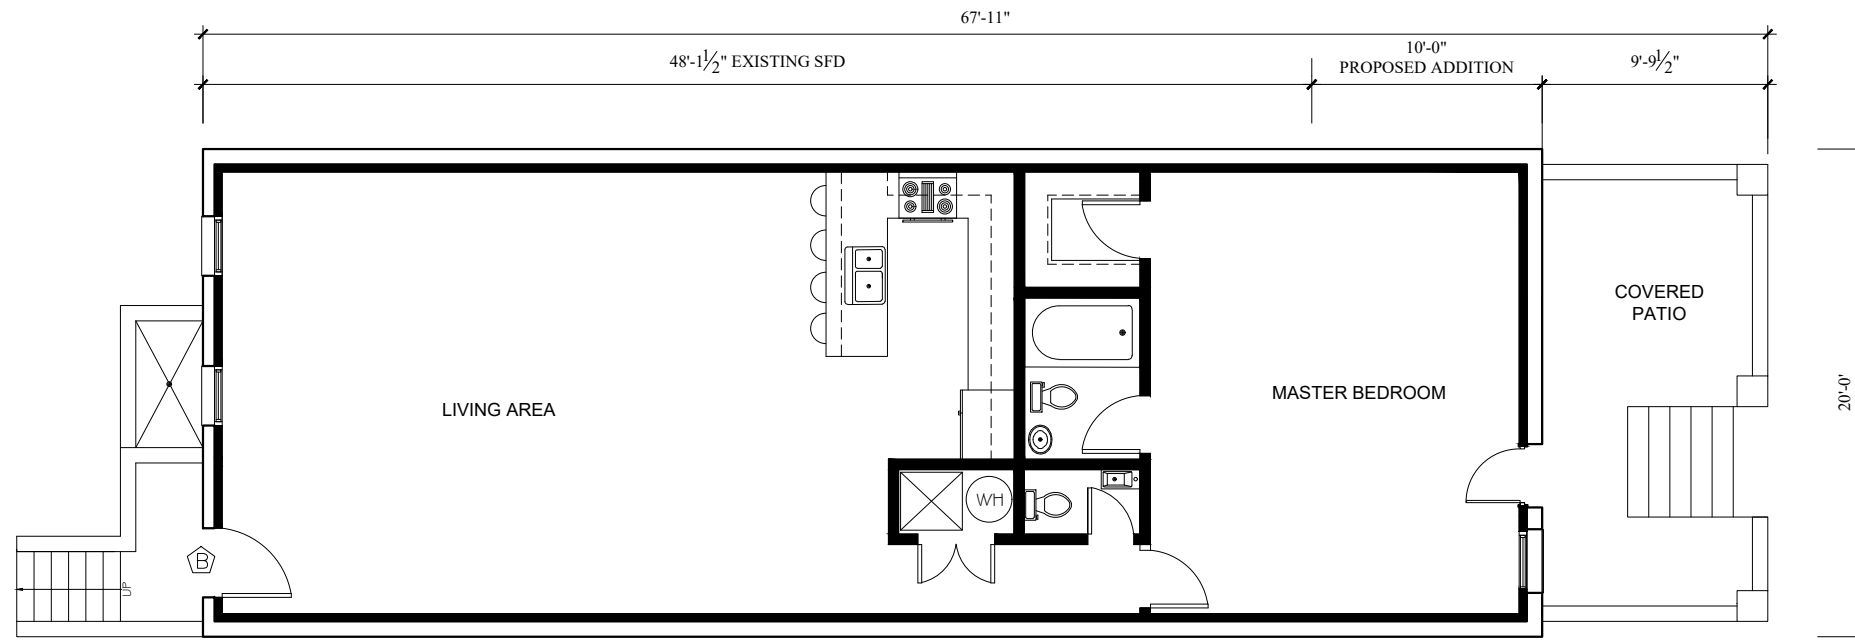 67'-11"
48'-1½" EXISTING SFD
10'-0"
PROPOSED ADDITION
9'-9½"
COVERED
PATIO
LIVING AREA
MASTER BEDROOM
20'-0'
WH
B
UP